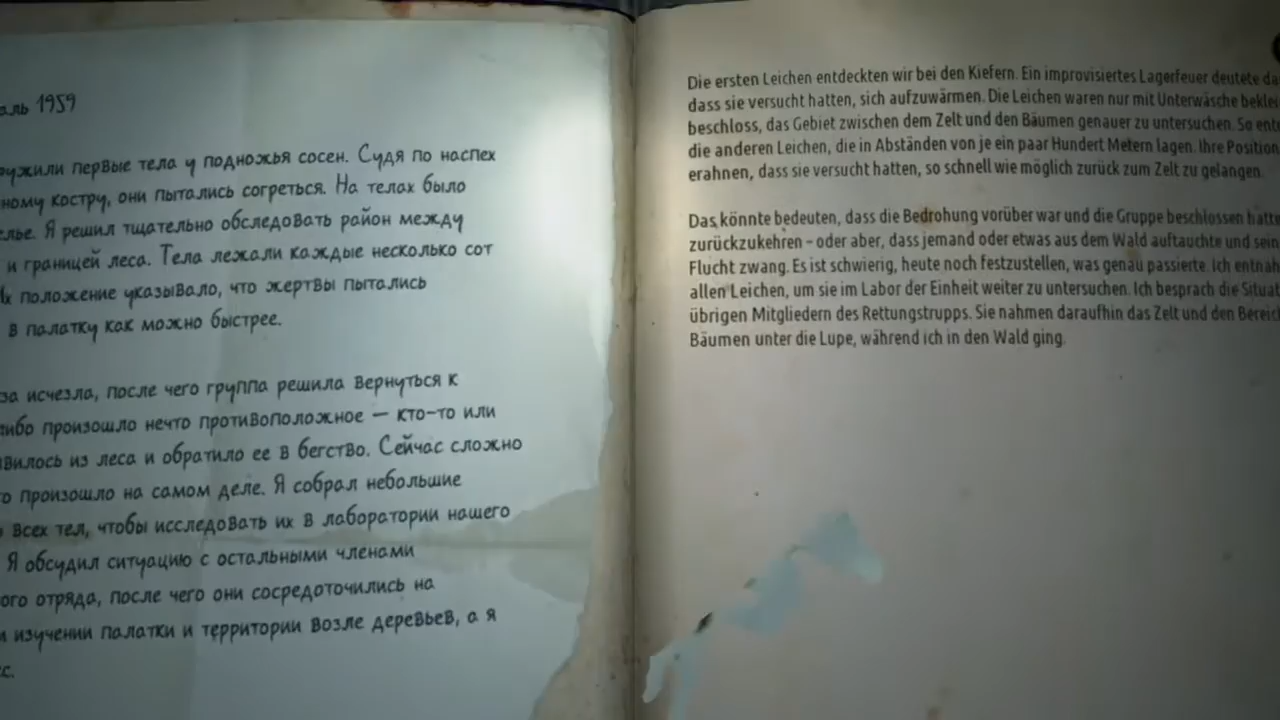 аль 1959
ружили первые тела у подножья сосен. Судя по наспех
ному костру, они пытались согреться. На телах было
елье. Я решил тщательно обследовать район между
и границей леса. Тела лежали каждые несколько сот
Их положение указывало, что жертвы пытались
в палатку как можно быстрее.
за исчезла, после чего группа решила вернуться к
либо произошло нечто противоположное — кто-то или
вилось из леса и обратило ее в бегство. Сейчас сложно
о произошло на самом деле. Я собрал небольшие
всех тел, чтобы исследовать их в лаборатории нашего
Я обсудил ситуацию с остальными членами
ого отряда, после чего они сосредоточились на
и изучении палатки и территории возле деревьев, а я
с.
Die ersten Leichen entdeckten wir bei den Kiefern. Ein improvisiertes Lagerfeuer deutete da
dass sie versucht hatten, sich aufzuwärmen. Die Leichen waren nur mit Unterwäsche beklei
beschloss, das Gebiet zwischen dem Zelt und den Bäumen genauer zu untersuchen. So ent
die anderen Leichen, die in Abständen von je ein paar Hundert Metern lagen. Ihre Position
erahnen, dass sie versucht hatten, so schnell wie möglich zurück zum Zelt zu gelangen.
Das könnte bedeuten, dass die Bedrohung vorüber war und die Gruppe beschlossen hatte
zurückzukehren – oder aber, dass jemand oder etwas aus dem Wald auftauchte und sein
Flucht zwang. Es ist schwierig, heute noch festzustellen, was genau passierte. Ich entnah
allen Leichen, um sie im Labor der Einheit weiter zu untersuchen. Ich besprach die Situat
übrigen Mitgliedern des Rettungstrupps. Sie nahmen daraufhin das Zelt und den Bereich
Bäumen unter die Lupe, während ich in den Wald ging.